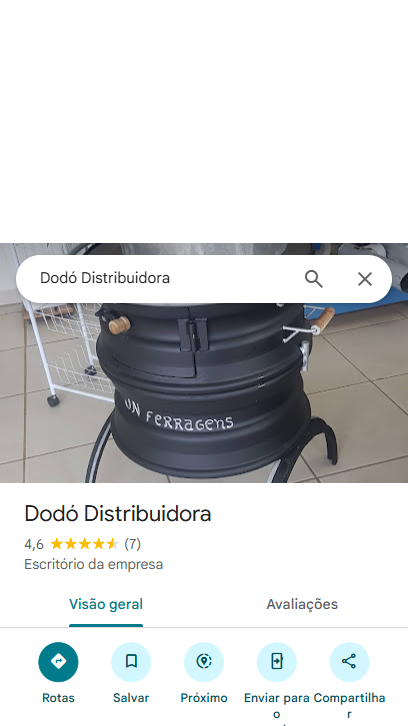 Dodó Distribuidora
JN FERRAGENS
Dodó Distribuidora
4,6 (7)
Escritório da empresa
Visão geral
Avaliações
Rotas
Salvar
Próximo
Enviar para o
Compartilhar